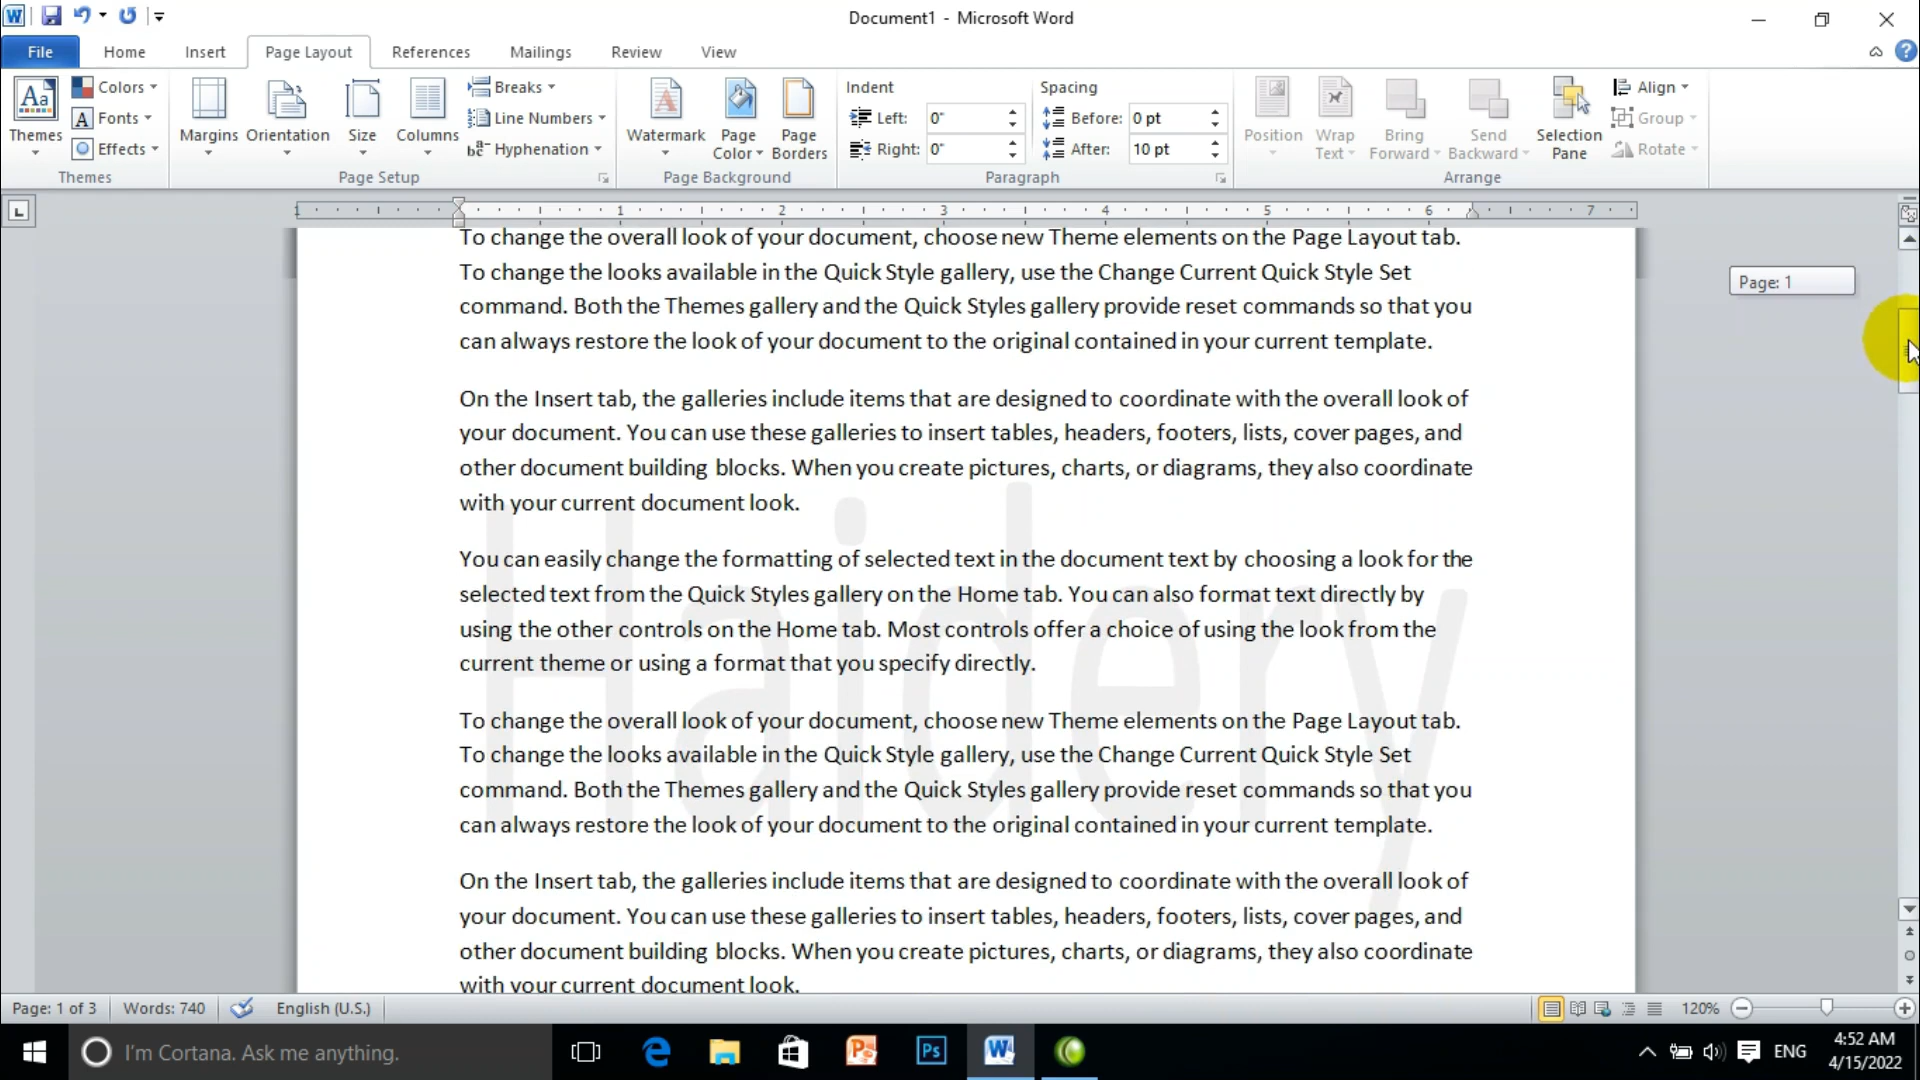 Document1 - Microsoft Word
File Home Insert Page Layout References Mailings Review View
Themes
Colors
Fonts
Effects
Themes
Margins
Orientation
Size
Columns
Breaks
Line Numbers
Hyphenation
Page Setup
Watermark
Page Color
Page Borders
Page Background
Indent
Left: 0"
Right: 0"
Spacing
Before: 0 pt
After: 10 pt
Paragraph
Position
Wrap Text
Bring Forward
Send Backward
Selection Pane
Align
Group
Rotate
Arrange
1 1 2 3 4 5 6 7
To change the overall look of your document, choose new Theme elements on the Page Layout tab.
To change the looks available in the Quick Style gallery, use the Change Current Quick Style Set
command. Both the Themes gallery and the Quick Styles gallery provide reset commands so that you
can always restore the look of your document to the original contained in your current template.
Page: 1
On the Insert tab, the galleries include items that are designed to coordinate with the overall look of
your document. You can use these galleries to insert tables, headers, footers, lists, cover pages, and
other document building blocks. When you create pictures, charts, or diagrams, they also coordinate
with your current document look.
You can easily change the formatting of selected text in the document text by choosing a look for the
selected text from the Quick Styles gallery on the Home tab. You can also format text directly by
using the other controls on the Home tab. Most controls offer a choice of using the look from the
current theme or using a format that you specify directly.
Haidery
To change the overall look of your document, choose new Theme elements on the Page Layout tab.
To change the looks available in the Quick Style gallery, use the Change Current Quick Style Set
command. Both the Themes gallery and the Quick Styles gallery provide reset commands so that you
can always restore the look of your document to the original contained in your current template.
On the Insert tab, the galleries include items that are designed to coordinate with the overall look of
your document. You can use these galleries to insert tables, headers, footers, lists, cover pages, and
other document building blocks. When you create pictures, charts, or diagrams, they also coordinate
with your current document look.
Page: 1 of 3 Words: 740 English (U.S.) 120%
I'm Cortana. Ask me anything.
ENG
4:52 AM
4/15/2022